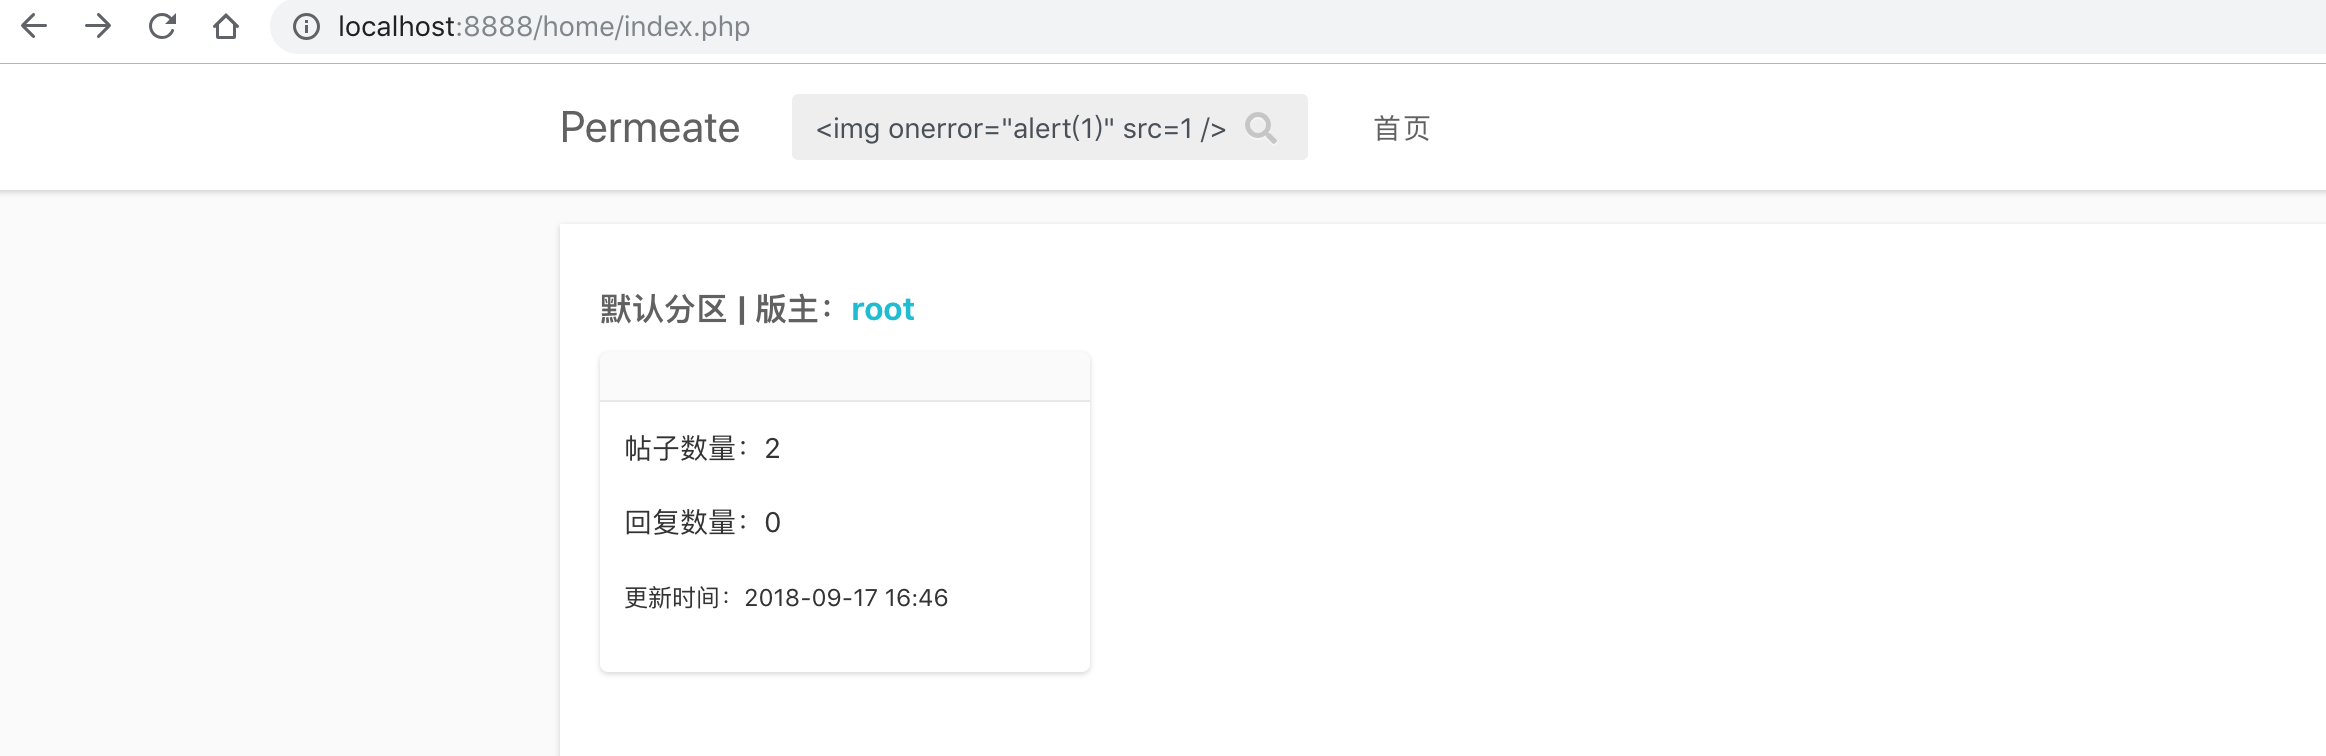 localhost:8888/home/index.php
Permeate
<img onerror="alert(1)" src=1 />
首页
默认分区 | 版主：root
帖子数量：2
回复数量：0
更新时间：2018-09-17 16:46